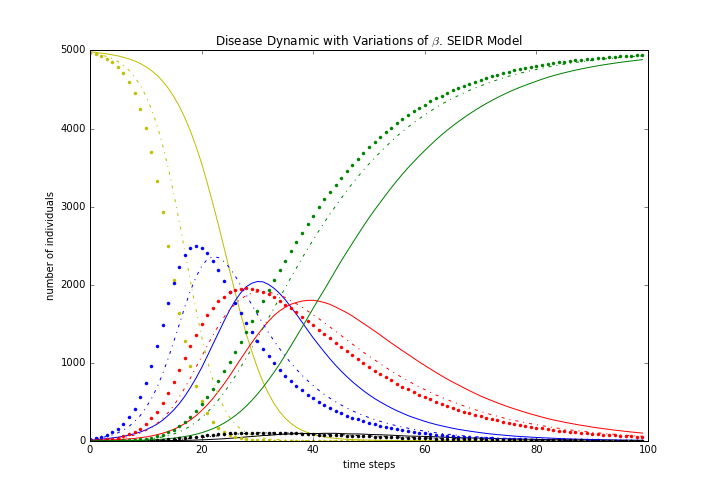 Disease Dynamic with Variations of β. SEIDR Model
5000
4000
3000
2000
1000
0
number of individuals
0 20 40 60 80 100
time steps